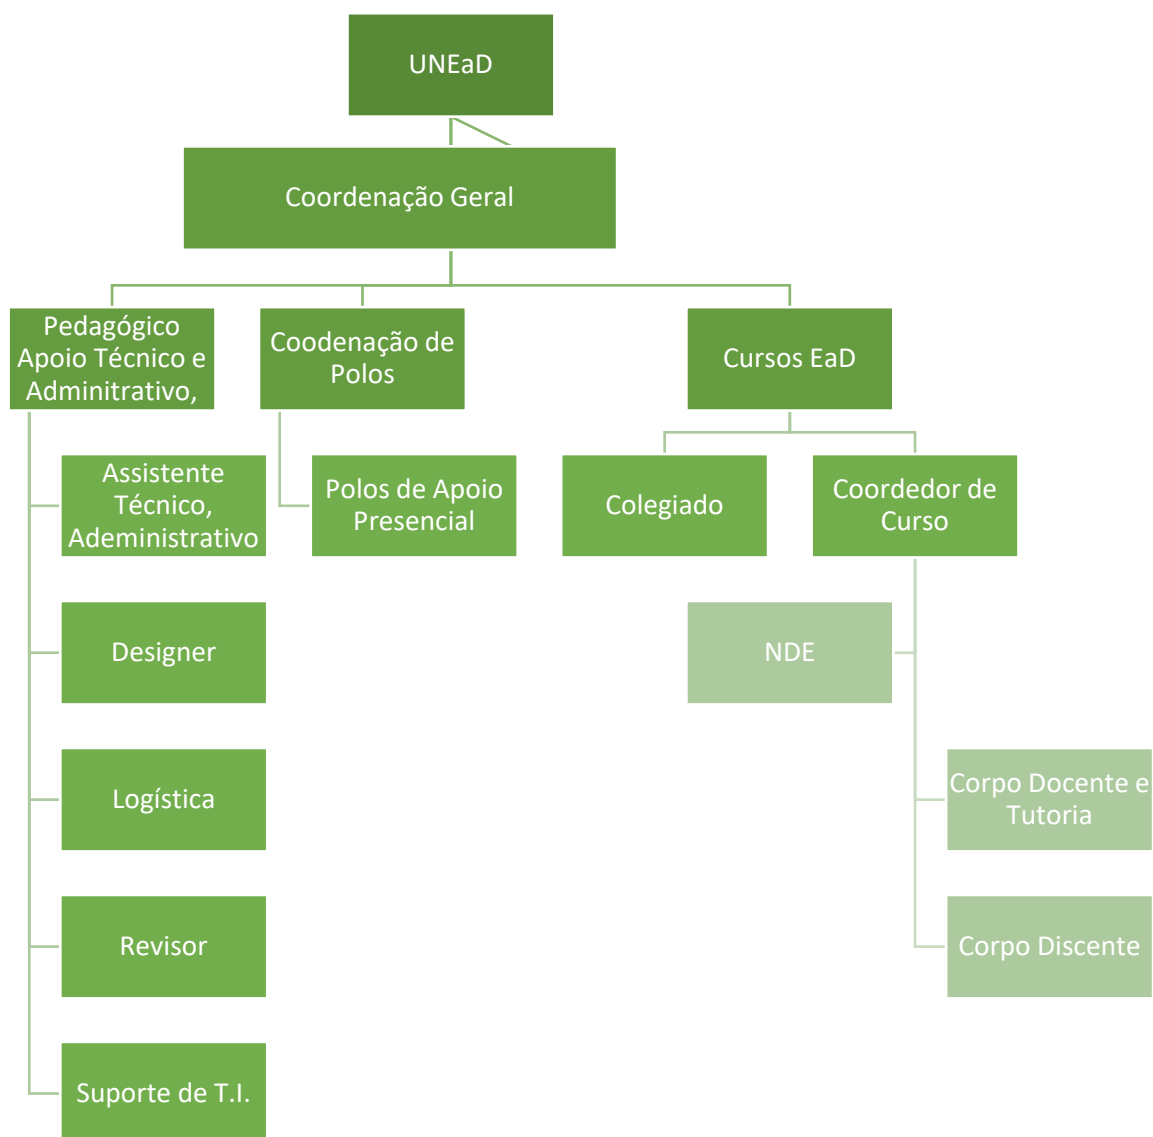 UNEaD
Coordenação Geral
Pedagógico
Apoio Técnico e
Adminitrativo,
Coodenação de
Polos
Cursos EaD
Assistente
Técnico,
Adeministrativo
Polos de Apoio
Presencial
Colegiado
Coordedor de
Curso
Designer
NDE
Logística
Corpo Docente e
Tutoria
Revisor
Corpo Discente
Suporte de T.I.